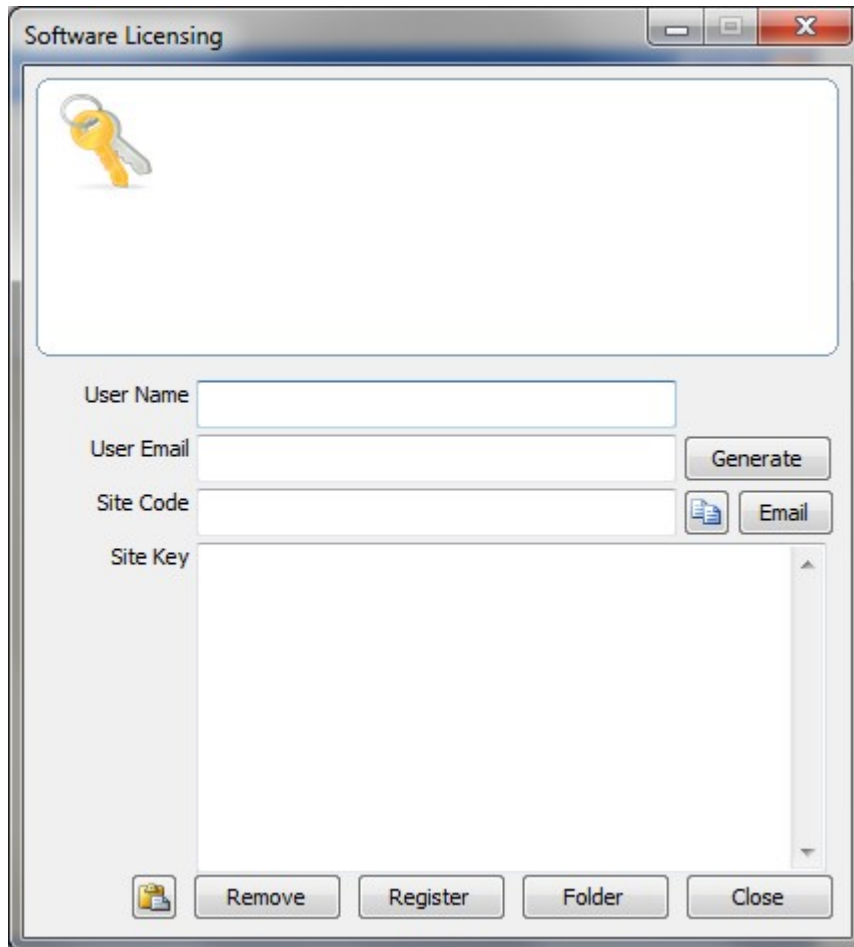 Software Licensing
User Name
User Email
Generate
Site Code
Email
Site Key
Remove
Register
Folder
Close